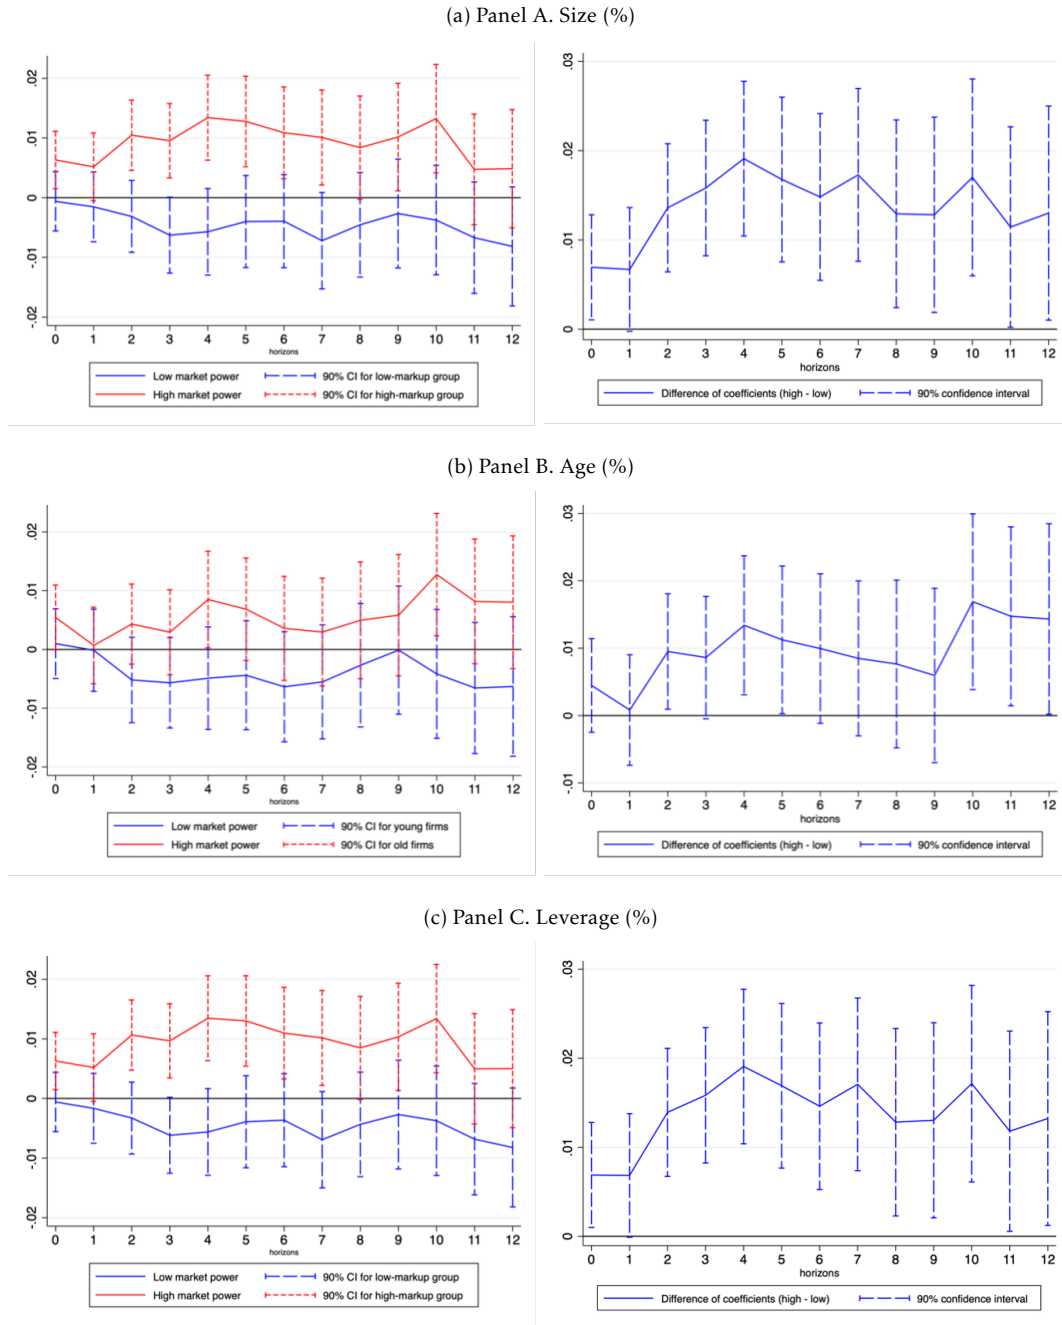 (a) Panel A. Size (%)
.02
.01
0
-.01
-.02
0 1 2 3 4 5 6 7 8 9 10 11 12
horizons
Low market power 90% CI for low-markup group
High market power 90% CI for high-markup group
.03
.02
.01
0
0 1 2 3 4 5 6 7 8 9 10 11 12
horizons
Difference of coefficients (high - low) 90% confidence interval
(b) Panel B. Age (%)
.02
.01
0
-.01
-.02
0 1 2 3 4 5 6 7 8 9 10 11 12
horizons
Low market power 90% CI for young firms
High market power 90% CI for old firms
.03
.02
.01
0
-.01
0 1 2 3 4 5 6 7 8 9 10 11 12
horizons
Difference of coefficients (high - low) 90% confidence interval
(c) Panel C. Leverage (%)
.02
.01
0
-.01
-.02
0 1 2 3 4 5 6 7 8 9 10 11 12
horizons
Low market power 90% CI for low-markup group
High market power 90% CI for high-markup group
.03
.02
.01
0
0 1 2 3 4 5 6 7 8 9 10 11 12
horizons
Difference of coefficients (high - low) 90% confidence interval